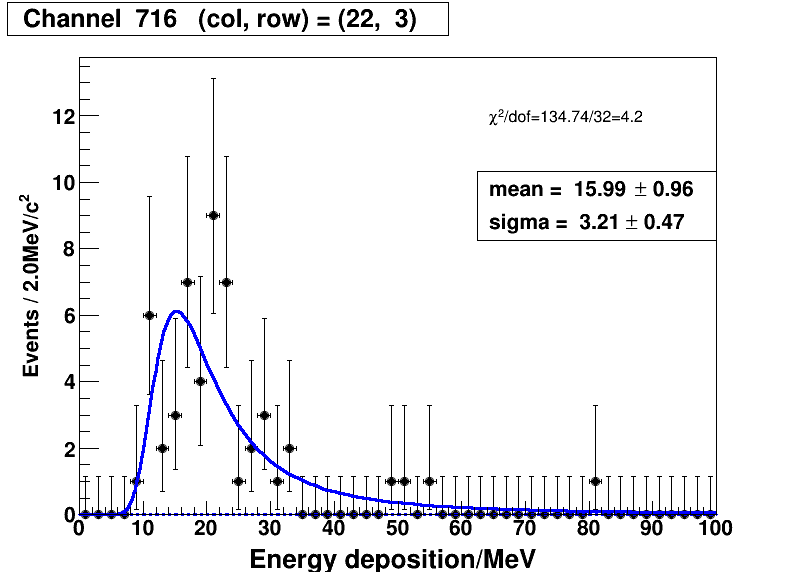 Channel 716 (col, row) = (22, 3)
χ²/dof=134.74/32=4.2
mean = 15.99 ± 0.96
sigma = 3.21 ± 0.47
Events / 2.0MeV/c²
12
10
8
6
4
2
0
0 10 20 30 40 50 60 70 80 90 100
Energy deposition/MeV